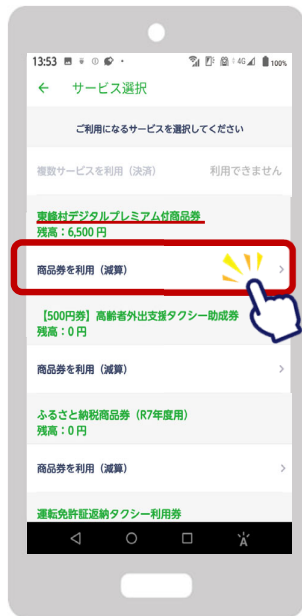 13:53 4G 100%
← サービス選択
ご利用になるサービスを選択してください
複数サービスを利用（決済） 利用できません
東峰村デジタルプレミアム付商品券
残高：6,500 円
商品券を利用（減算）
【500円券】高齢者外出支援タクシー助成券
残高：0 円
商品券を利用（減算）
ふるさと納税商品券（R7年度用）
残高：0 円
商品券を利用（減算）
運転免許証返納タクシー利用券